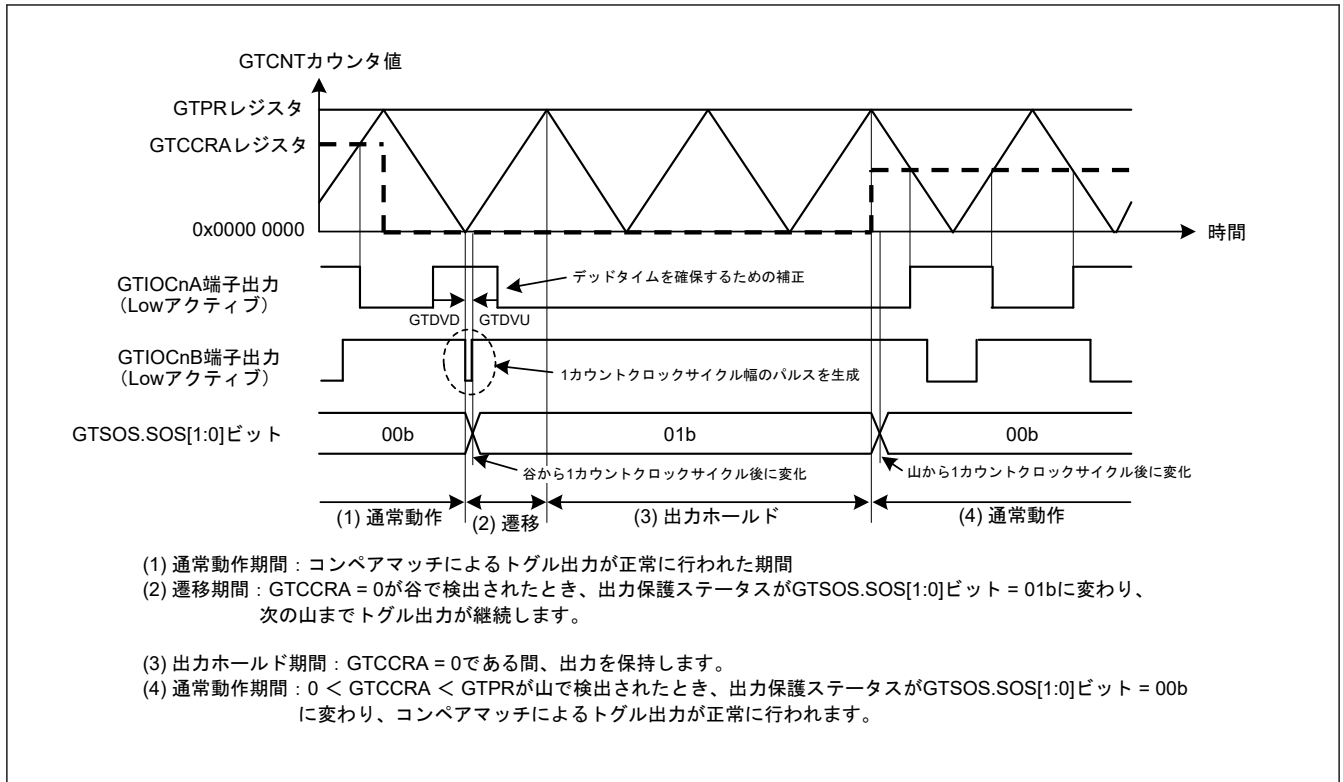 GTCNTカウンタ値
GTPRレジスタ
GTCCRAレジスタ
0x0000 0000
時間
GTIOCnA端子出力
（Lowアクティブ）
デッドタイムを確保するための補正
GTDVD
GTDVU
GTIOCnB端子出力
（Lowアクティブ）
1カウントクロックサイクル幅のパルスを生成
GTSOS.SOS[1:0]ビット
00b
01b
00b
谷から1カウントクロックサイクル後に変化
山から1カウントクロックサイクル後に変化
(1) 通常動作
(2) 遷移
(3) 出力ホールド
(4) 通常動作
(1) 通常動作期間：コンペアマッチによるトグル出力が正常に行われた期間
(2) 遷移期間：GTCCRA = 0が谷で検出されたとき、出力保護ステータスがGTSOS.SOS[1:0]ビット = 01bに変わり、
次の山までトグル出力が継続します。
(3) 出力ホールド期間：GTCCRA = 0である間、出力を保持します。
(4) 通常動作期間：0 ＜ GTCCRA ＜ GTPRが山で検出されたとき、出力保護ステータスがGTSOS.SOS[1:0]ビット = 00b
に変わり、コンペアマッチによるトグル出力が正常に行われます。